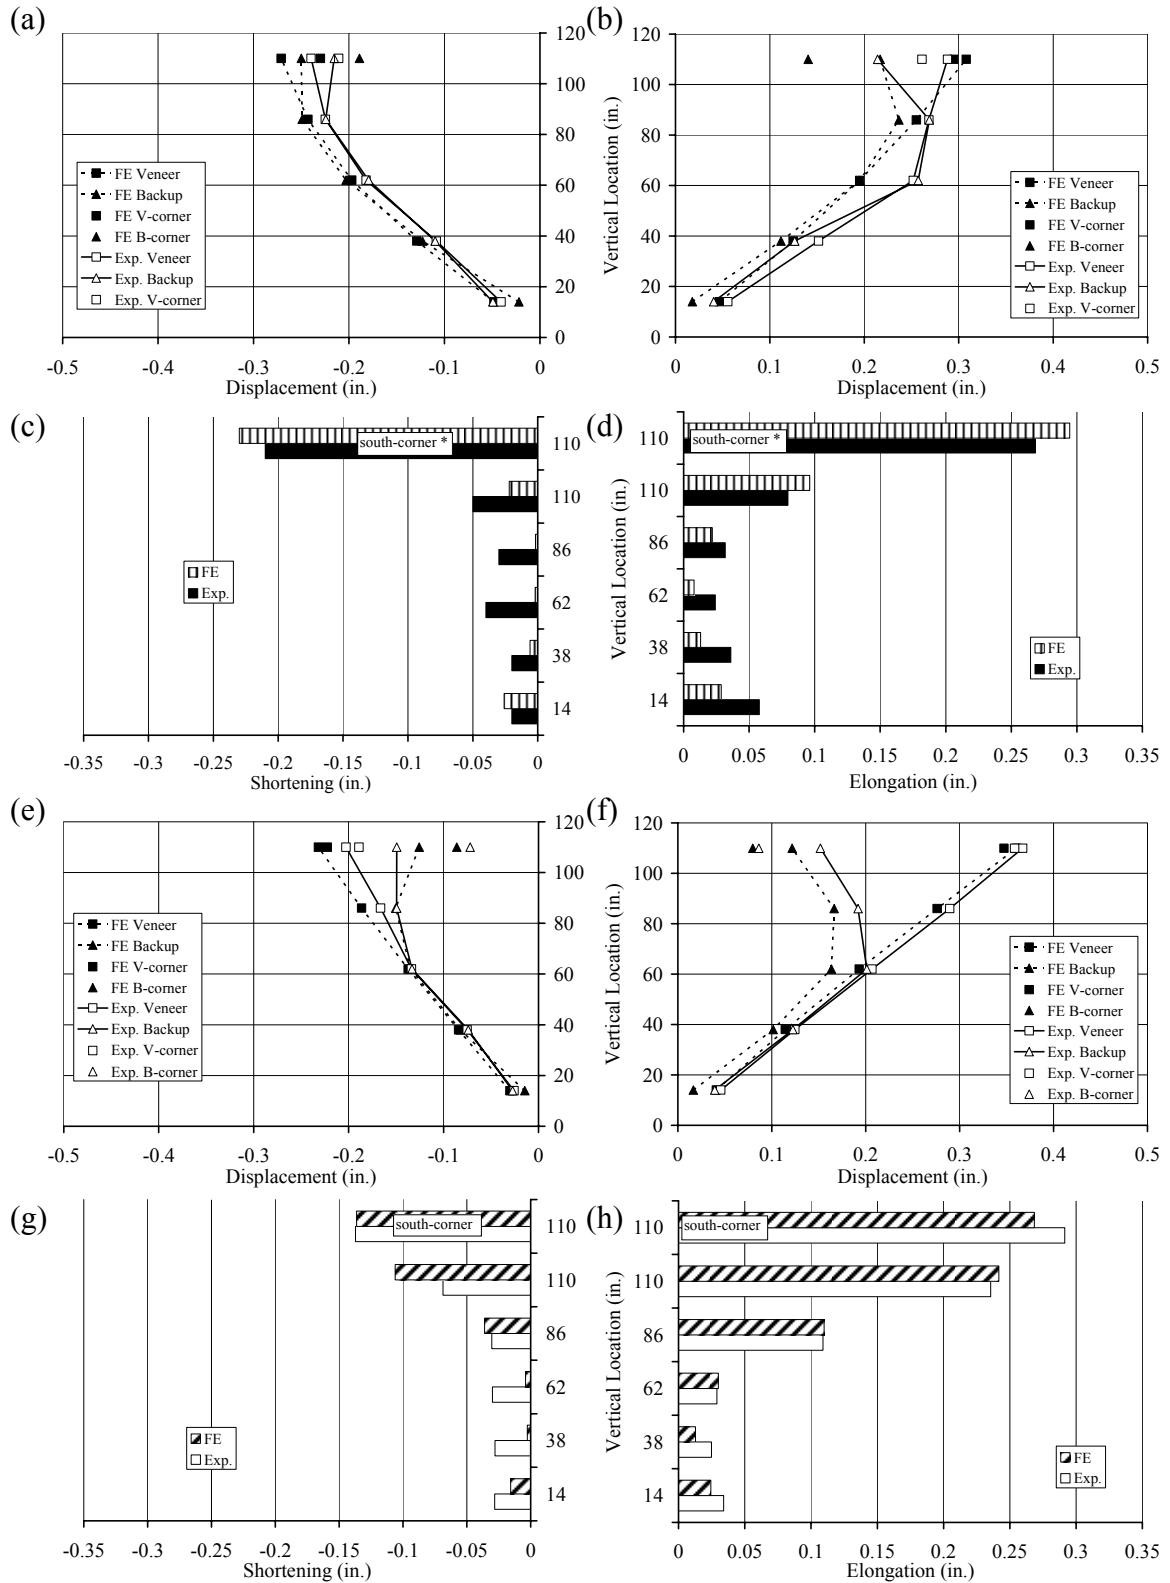 (a)
120
100
80
60
40
20
0
FE Veneer
FE Backup
FE V-corner
FE B-corner
Exp. Veneer
Exp. Backup
Exp. V-corner
-0.5 -0.4 -0.3 -0.2 -0.1 0
Displacement (in.)
(b)
Vertical Location (in.)
120
100
80
60
40
20
0
FE Veneer
FE Backup
FE V-corner
FE B-corner
Exp. Veneer
Exp. Backup
Exp. V-corner
0 0.1 0.2 0.3 0.4 0.5
Displacement (in.)
(c)
south-corner *
110
110
86
62
38
14
FE
Exp.
-0.35 -0.3 -0.25 -0.2 -0.15 -0.1 -0.05 0
Shortening (in.)
(d)
Vertical Location (in.)
south-corner *
110
110
86
62
38
14
FE
Exp.
0 0.05 0.1 0.15 0.2 0.25 0.3 0.35
Elongation (in.)
(e)
120
100
80
60
40
20
0
FE Veneer
FE Backup
FE V-corner
FE B-corner
Exp. Veneer
Exp. Backup
Exp. V-corner
Exp. B-corner
-0.5 -0.4 -0.3 -0.2 -0.1 0
Displacement (in.)
(f)
Vertical Location (in.)
120
100
80
60
40
20
0
FE Veneer
FE Backup
FE V-corner
FE B-corner
Exp. Veneer
Exp. Backup
Exp. V-corner
Exp. B-corner
0 0.1 0.2 0.3 0.4 0.5
Displacement (in.)
(g)
south-corner
110
110
86
62
38
14
FE
Exp.
-0.35 -0.3 -0.25 -0.2 -0.15 -0.1 -0.05 0
Shortening (in.)
(h)
Vertical Location (in.)
south-corner
110
110
86
62
38
14
FE
Exp.
0 0.05 0.1 0.15 0.2 0.25 0.3 0.35
Elongation (in.)